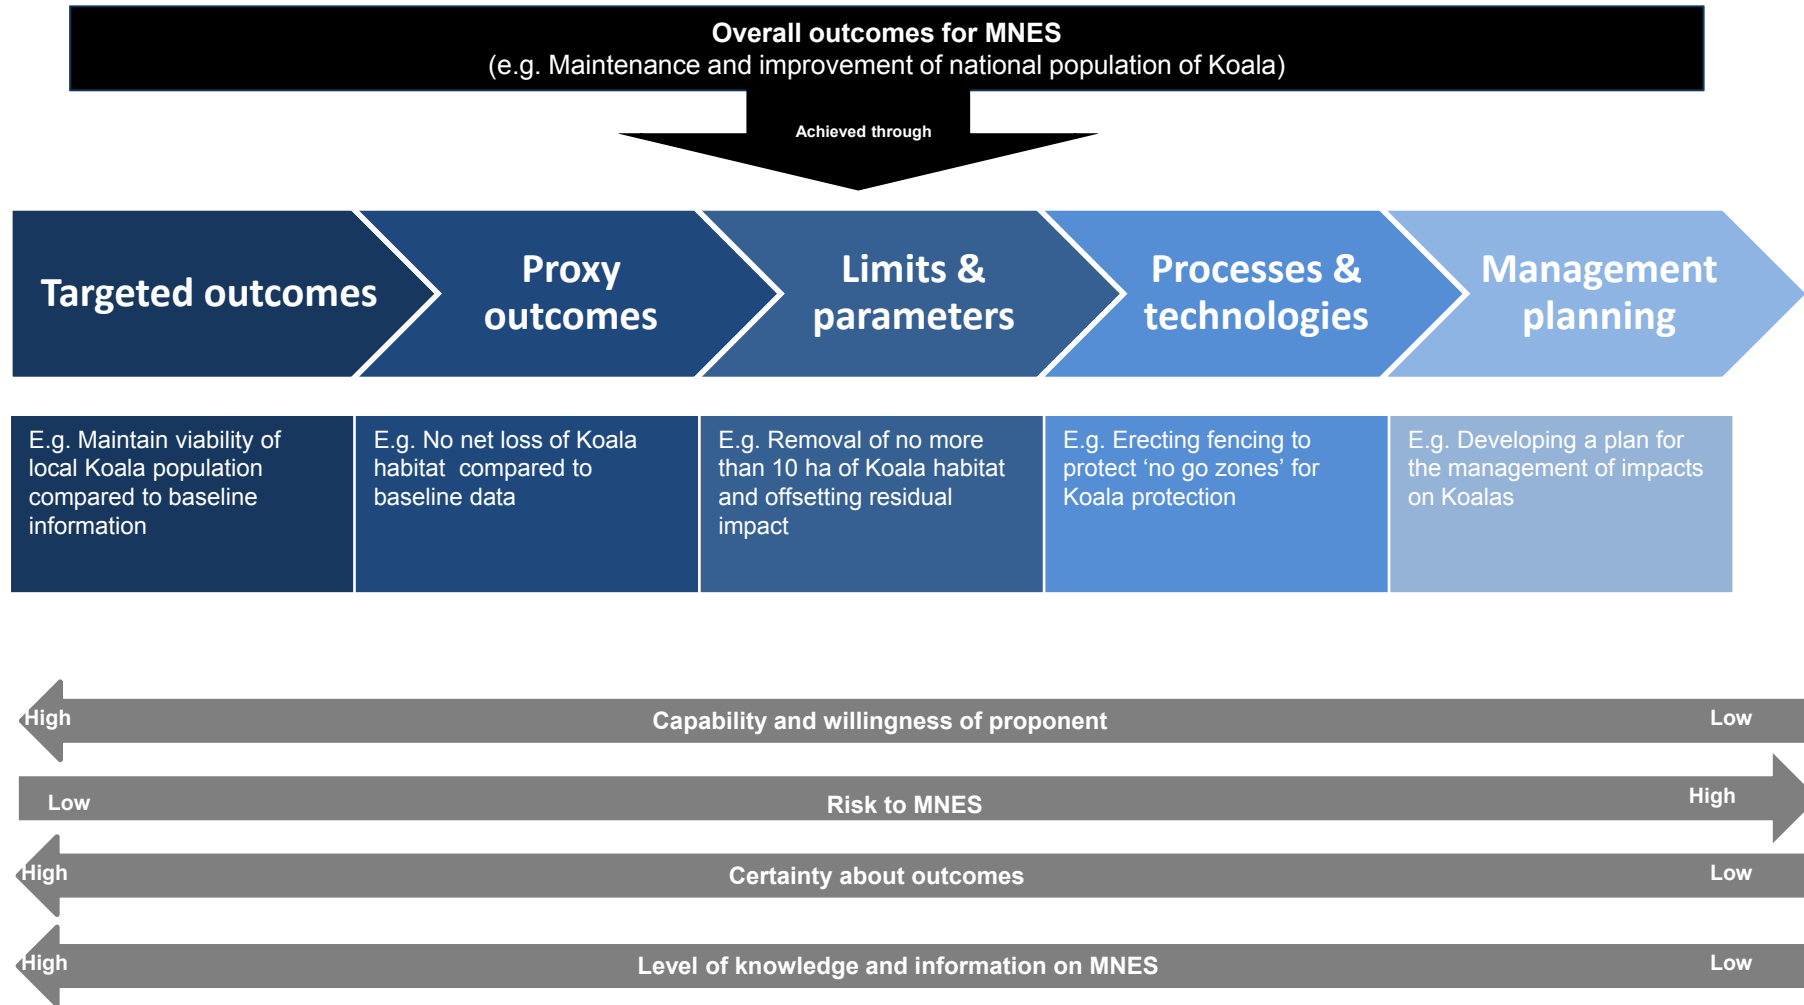 Overall outcomes for MNES
(e.g. Maintenance and improvement of national population of Koala)
Achieved through
Targeted outcomes
Proxy
outcomes
Limits &
parameters
Processes &
technologies
Management
planning
E.g. Maintain viability of
local Koala population
compared to baseline
information
E.g. No net loss of Koala
habitat compared to
baseline data
E.g. Removal of no more
than 10 ha of Koala habitat
and offsetting residual
impact
E.g. Erecting fencing to
protect ‘no go zones’ for
Koala protection
E.g. Developing a plan for
the management of impacts
on Koalas
High Capability and willingness of proponent Low
Low Risk to MNES High
High Certainty about outcomes Low
High Level of knowledge and information on MNES Low